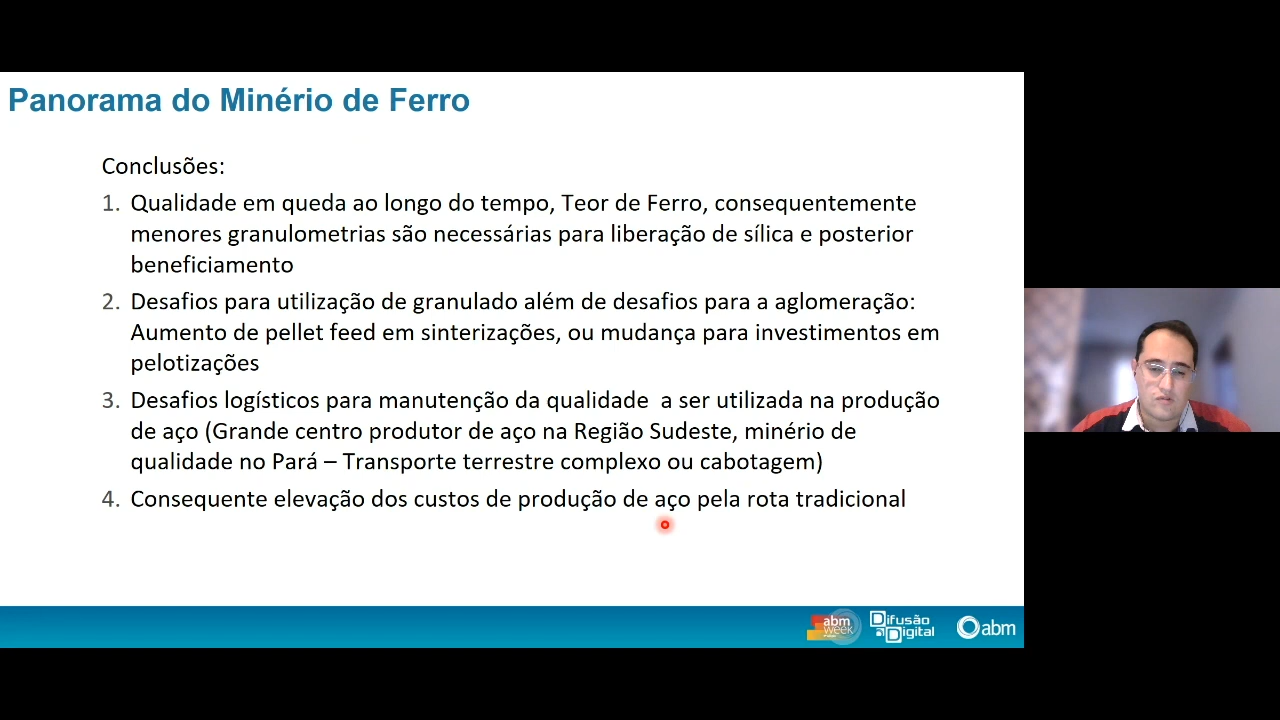 Panorama do Minério de Ferro
Conclusões:
1. Qualidade em queda ao longo do tempo, Teor de Ferro, consequentemente
menores granulometrias são necessárias para liberação de sílica e posterior
beneficiamento
2. Desafios para utilização de granulado além de desafios para a aglomeração:
Aumento de pellet feed em sinterizações, ou mudança para investimentos em
pelotizações
3. Desafios logísticos para manutenção da qualidade  a ser utilizada na produção
de aço (Grande centro produtor de aço na Região Sudeste, minério de
qualidade no Pará – Transporte terrestre complexo ou cabotagem)
4. Consequente elevação dos custos de produção de aço pela rota tradicional
abm
week
Difusão
Digital
abm